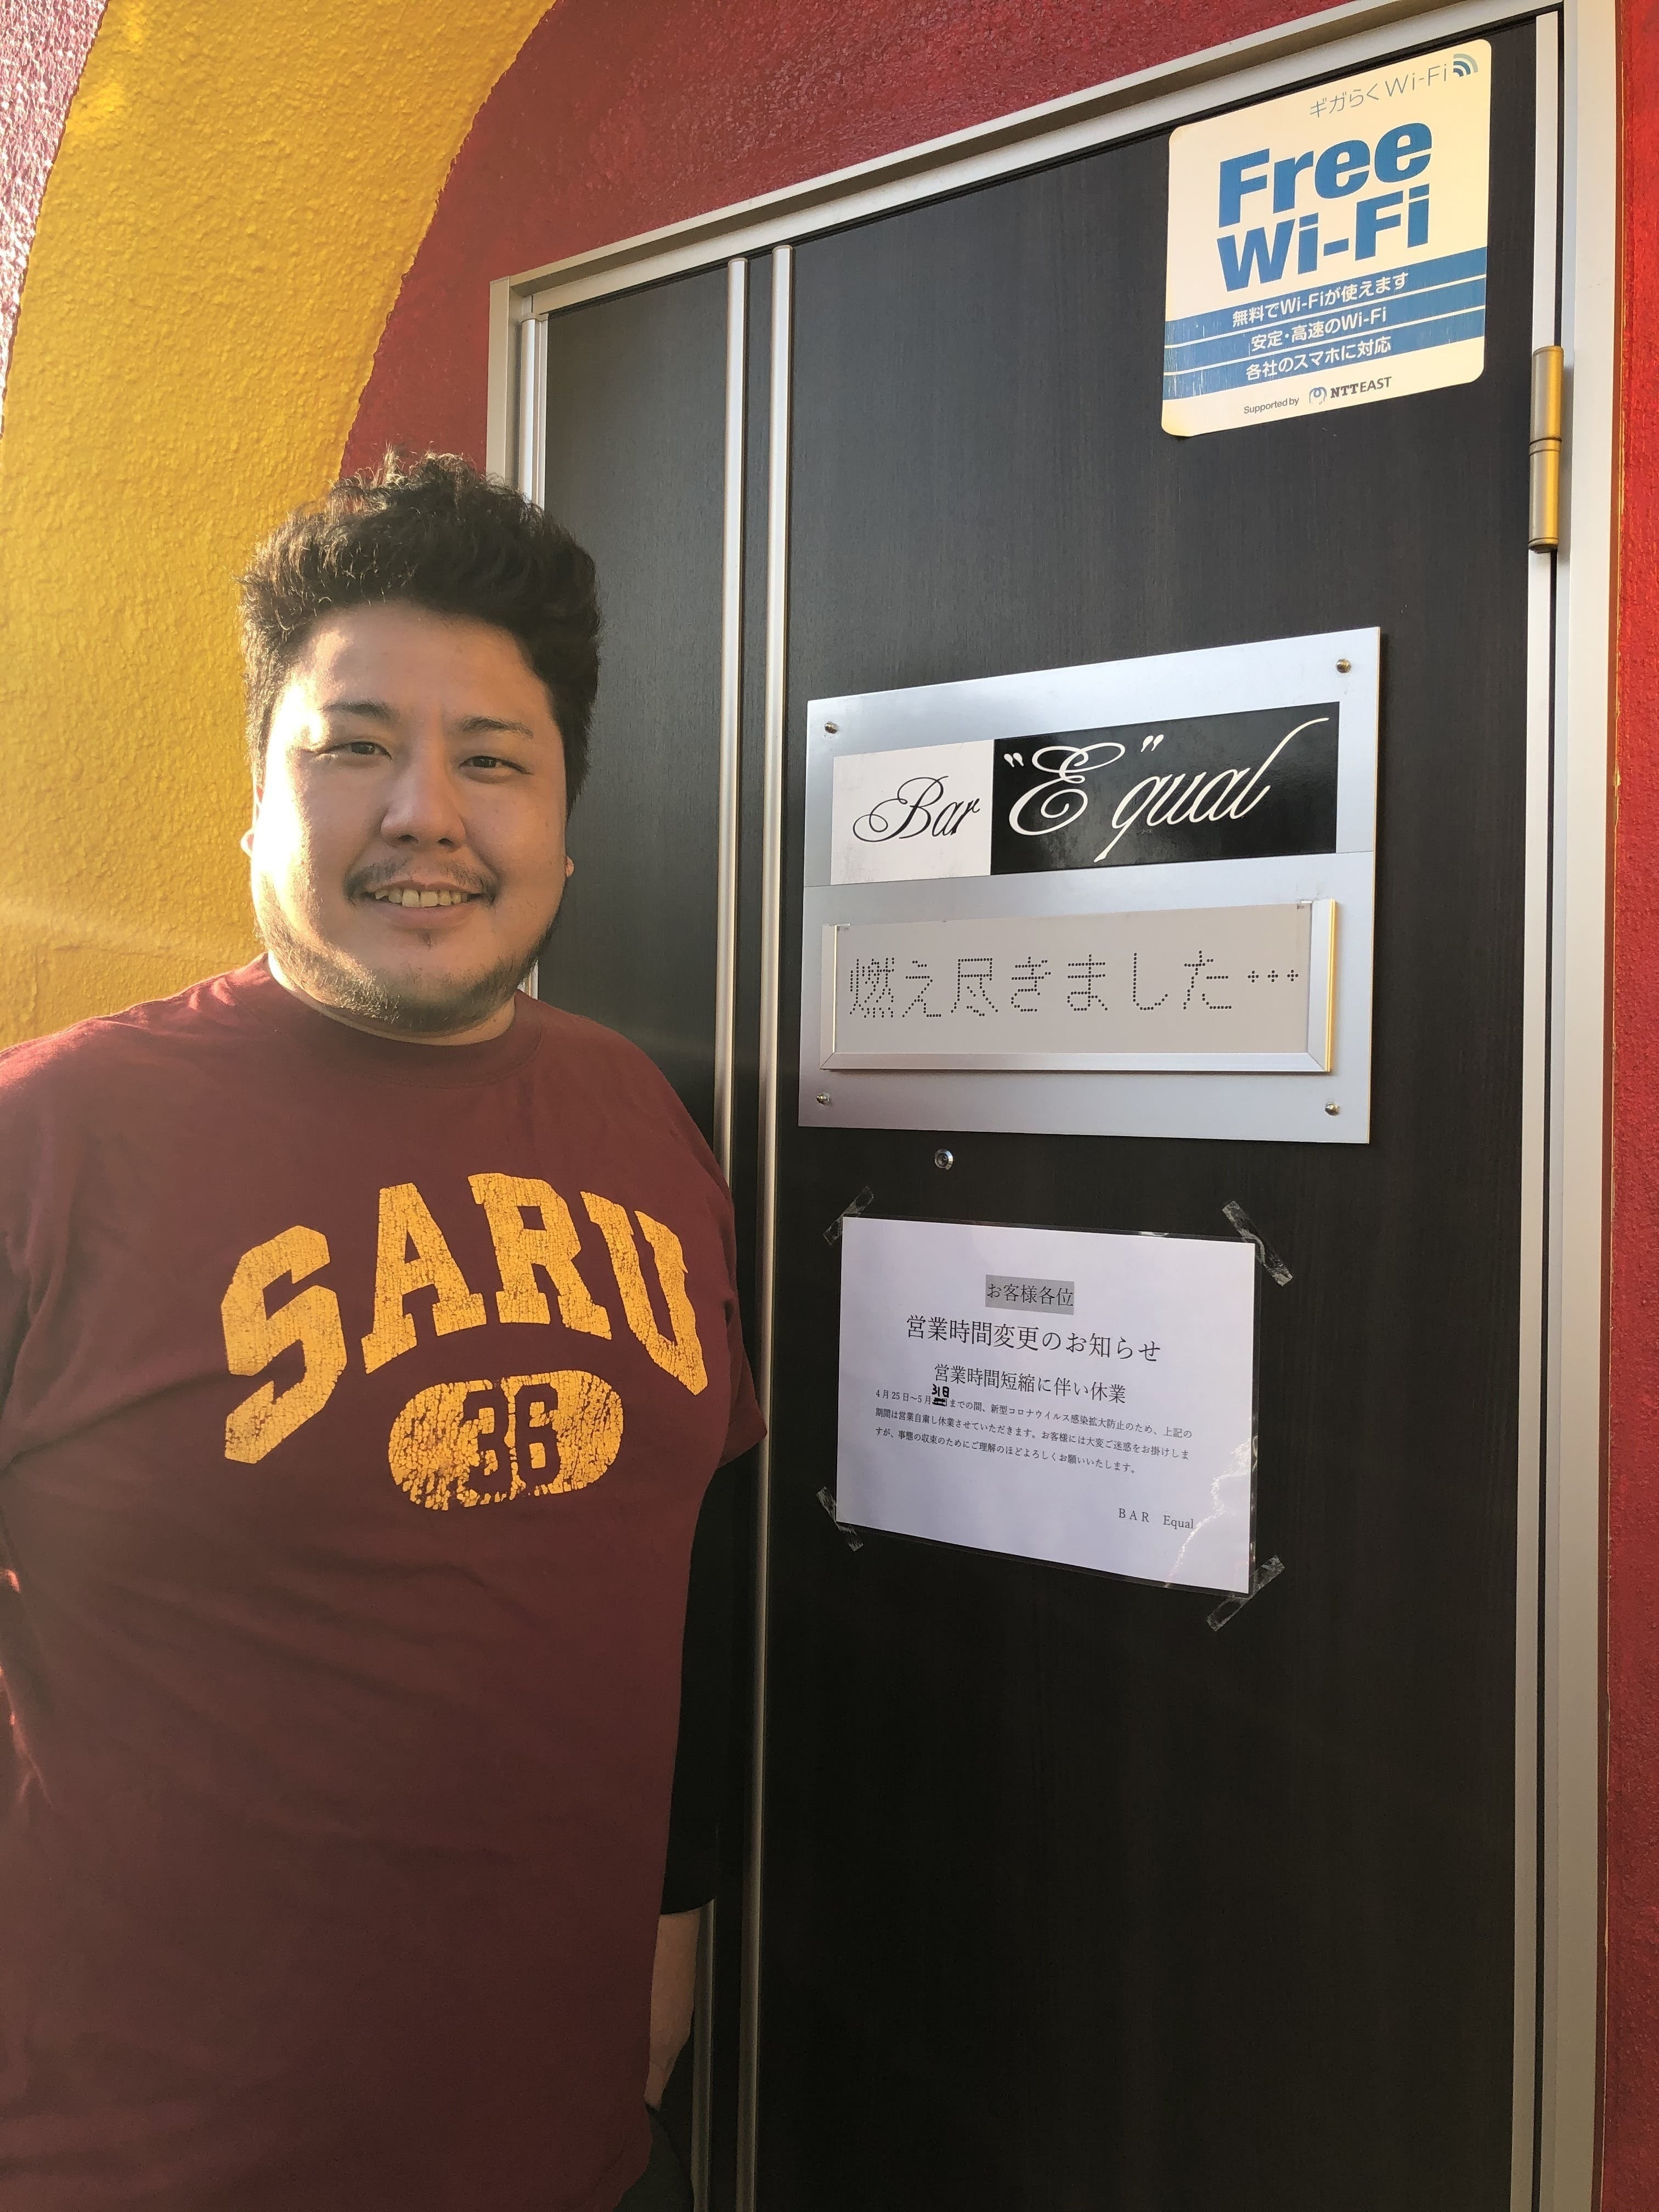 ギガらくWi-Fi
Free
Wi-Fi
無料でWi-Fiが使えます
安定・高速のWi-Fi
各社のスマホに対応
Supported by NTT EAST
Bar "E"qual
燃え尽きました…
SARU
36
お客様各位
営業時間変更のお知らせ
営業時間短縮に伴い休業
31日
4月25日～5月 までの間、新型コロナウイルス感染拡大防止のため、上記の
期間は営業自粛し休業させていただきます。お客様には大変ご迷惑をお掛けしま
すが、事態の収束のためにご理解のほどよろしくお願いいたします。
BAR Equal